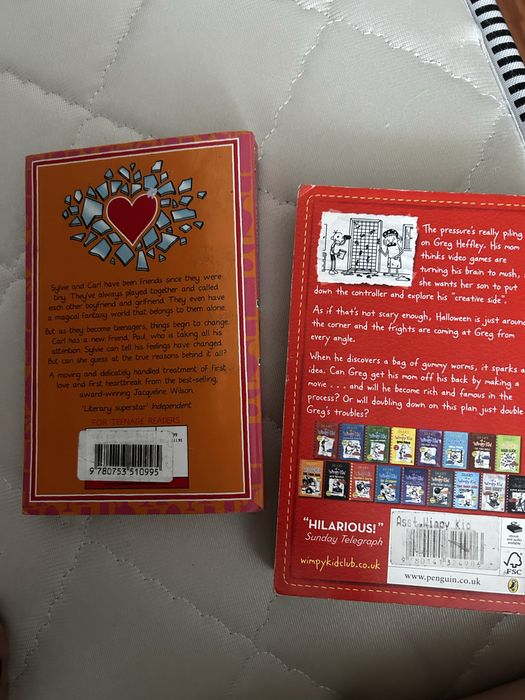 Sylvie and Carl have been friends since they were
tiny. They've always played together and called
each other boyfriend and girlfriend. They even have
a magical fantasy world that belongs to them alone.
But as they become teenagers, things begin to change.
Carl has a new friend, Paul, who is taking all his
attention. Sylvie can tell his feelings have changed.
But can she guess at the true reasons behind it all?
A moving and delicately handled treatment of first
love and first heartbreak from the best-selling,
award-winning Jacqueline Wilson.
'Literary superstar' Independent
FOR TEENAGE READERS
9 780753 510995
The pressure's really piling
on Greg Heffley. His mom
thinks video games are
turning his brain to mush,
she wants her son to put
down the controller and explore his "creative side".
As if that's not scary enough, Halloween is just around
the corner and the frights are coming at Greg from
every angle.
When he discovers a bag of gummy worms, it sparks a
idea. Can Greg get his mom off his back by making a
movie . . . and will he become rich and famous in the
process? Or will doubling down on this plan just double
Greg's troubles?
"HILARIOUS!"
Sunday Telegraph
wimpykidclub.co.uk
Asst.Wimpy Kid
www.penguin.co.uk
FSC